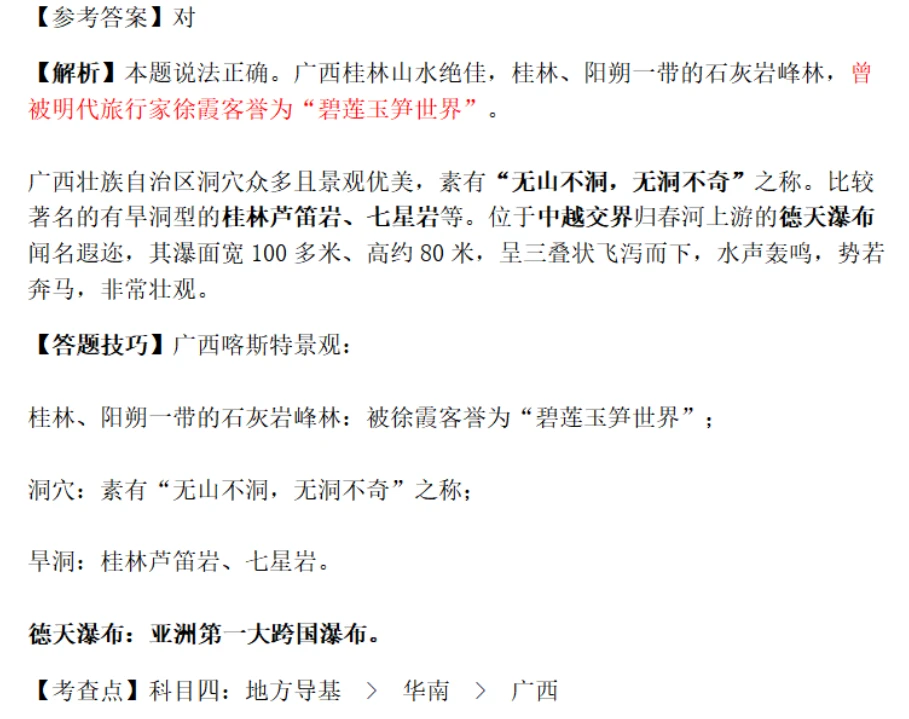 【参考答案】对
【解析】本题说法正确。广西桂林山水绝佳，桂林、阳朔一带的石灰岩峰林，曾
被明代旅行家徐霞客誉为“碧莲玉笋世界”。
广西壮族自治区洞穴众多且景观优美，素有“无山不洞，无洞不奇”之称。比较
著名的有旱洞型的桂林芦笛岩、七星岩等。位于中越交界归春河上游的德天瀑布
闻名遐迩，其瀑面宽 100 多米、高约 80 米，呈三叠状飞泻而下，水声轰鸣，势若
奔马，非常壮观。
【答题技巧】广西喀斯特景观：
桂林、阳朔一带的石灰岩峰林：被徐霞客誉为“碧莲玉笋世界”；
洞穴：素有“无山不洞，无洞不奇”之称；
旱洞：桂林芦笛岩、七星岩。
德天瀑布：亚洲第一大跨国瀑布。
【考查点】科目四：地方导基 > 华南 > 广西